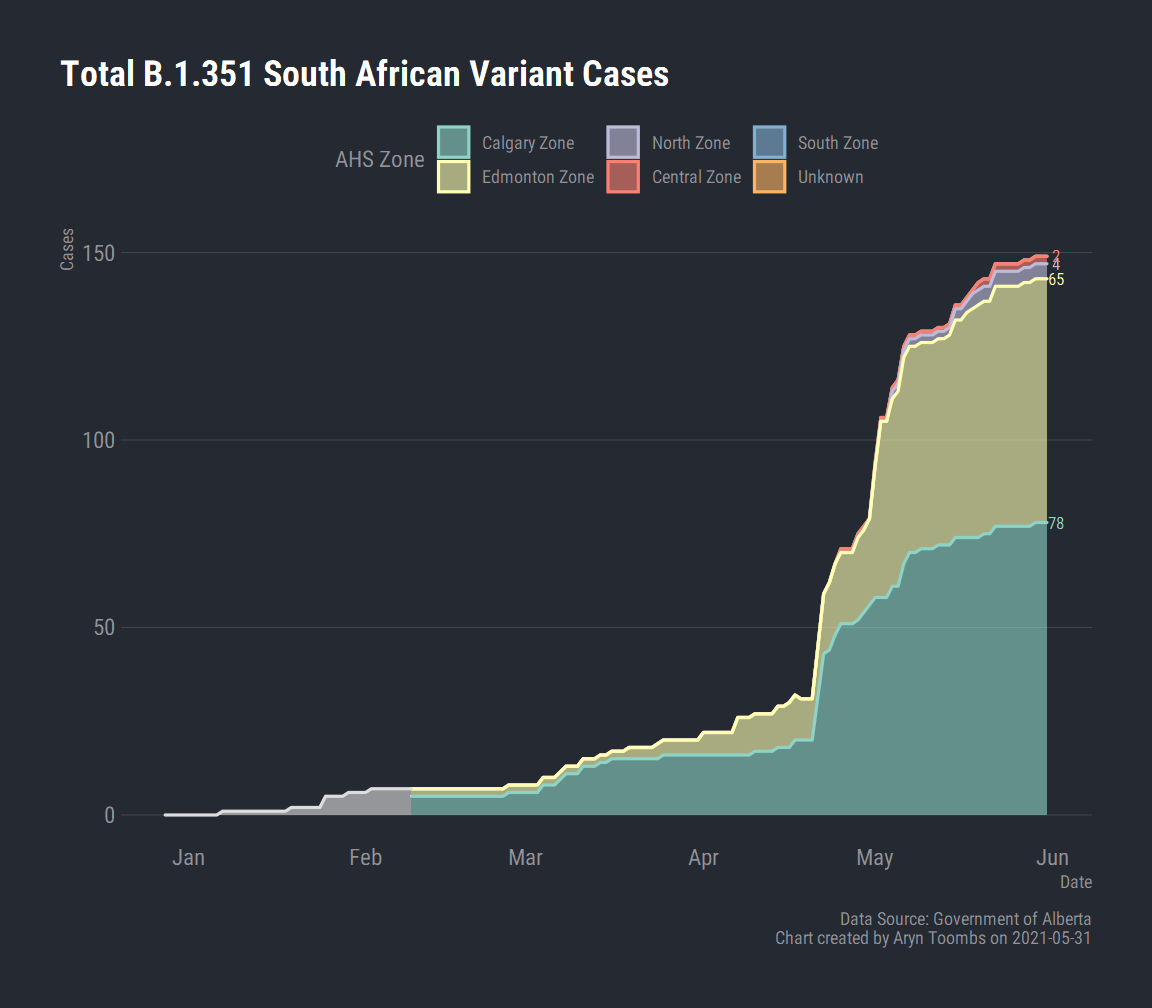 Total B.1.351 South African Variant Cases
AHS Zone
Calgary Zone
North Zone
South Zone
Edmonton Zone
Central Zone
Unknown
Cases
150
100
50
0
2
4
65
78
Jan
Feb
Mar
Apr
May
Jun
Date
Data Source: Government of Alberta
Chart created by Aryn Toombs on 2021-05-31